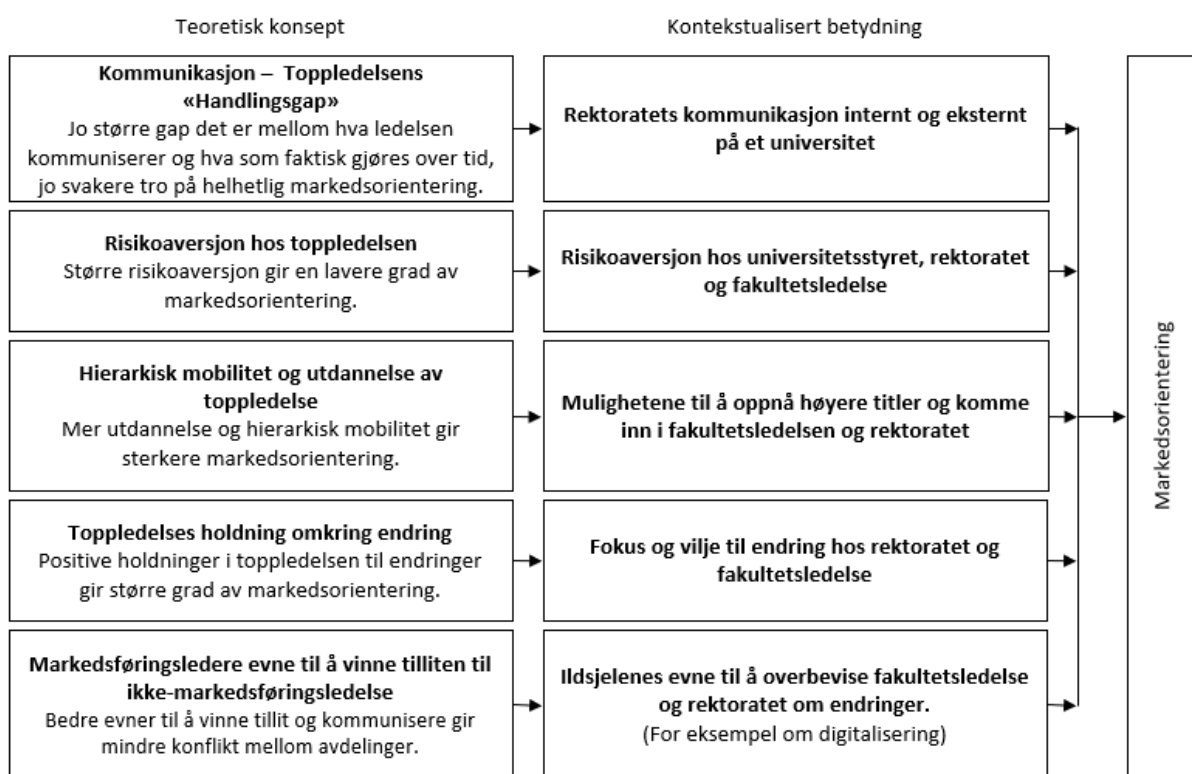 Teoretisk konsept
Kontekstualisert betydning
Kommunikasjon – Toppledelsens
«Handlingsgap»
Jo større gap det er mellom hva ledelsen
kommuniserer og hva som faktisk gjøres over tid,
jo svakere tro på helhetlig markedsorientering.
Rektoratets kommunikasjon internt og eksternt
på et universitet
Risikoaversjon hos toppledelsen
Større risikoaversjon gir en lavere grad av
markedsorientering.
Risikoaversjon hos universitetsstyret, rektoratet
og fakultetsledelse
Hierarkisk mobilitet og utdannelse av
toppledelse
Mer utdannelse og hierarkisk mobilitet gir
sterkere markedsorientering.
Mulighetene til å oppnå høyere titler og komme
inn i fakultetsledelsen og rektoratet
Toppledelses holdning omkring endring
Positive holdninger i toppledelsen til endringer
gir større grad av markedsorientering.
Fokus og vilje til endring hos rektoratet og
fakultetsledelse
Markedsføringsledere evne til å vinne tilliten til
ikke-markedsføringsledelse
Bedre evner til å vinne tillit og kommunisere gir
mindre konflikt mellom avdelinger.
Ildsjelenes evne til å overbevise fakultetsledelse
og rektoratet om endringer.
(For eksempel om digitalisering)
Markedsorientering